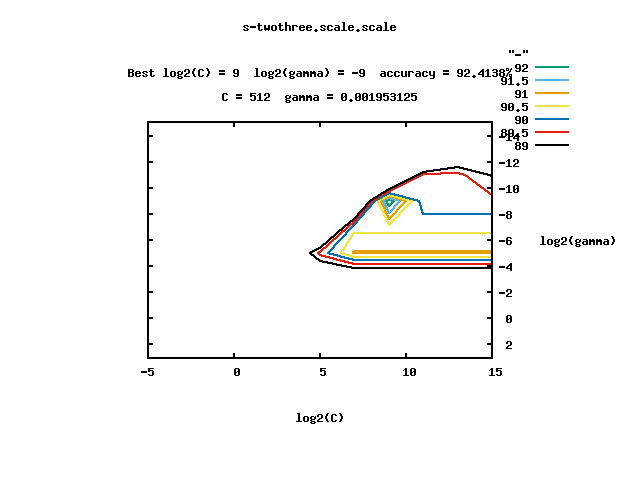 s-twothree.scale.scale
"-"
Best log2(C) = 9  log2(gamma) = -9  accuracy = 92.4138%
C = 512  gamma = 0.001953125
92
91.5
91
90.5
90
89.5
89
-14
-12
-10
-8
-6
log2(gamma)
-4
-2
0
2
-5 0 5 10 15
log2(C)